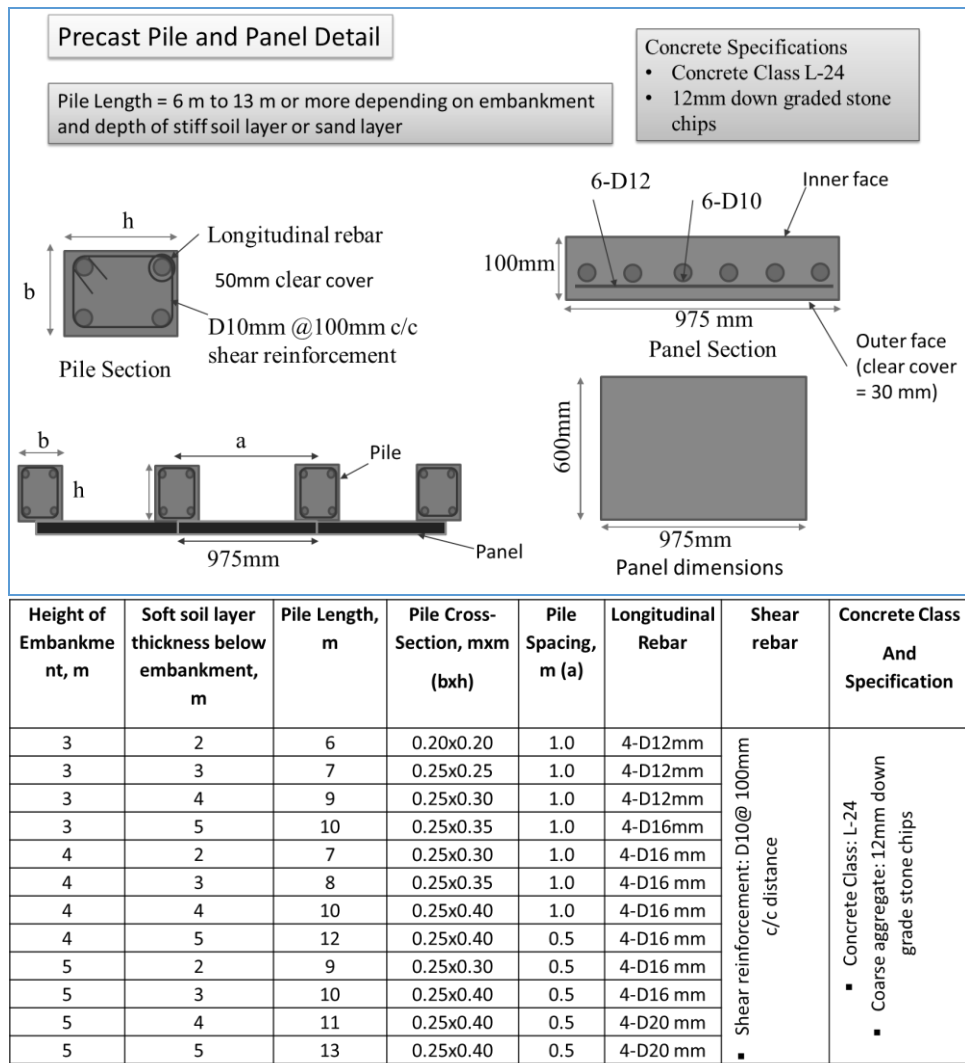 Precast Pile and Panel Detail
Pile Length = 6 m to 13 m or more depending on embankment
and depth of stiff soil layer or sand layer
Concrete Specifications
• Concrete Class L-24
• 12mm down graded stone
chips
h
b
Longitudinal rebar
50mm clear cover
D10mm @100mm c/c
shear reinforcement
Pile Section
6-D12
6-D10
Inner face
100mm
975 mm
Panel Section
Outer face
(clear cover
= 30 mm)
b
a
Pile
h
975mm
Panel
600mm
975mm
Panel dimensions
Height of
Embankme
nt, m
Soft soil layer
thickness below
embankment,
m
Pile Length,
m
Pile Cross-
Section, mxm
(bxh)
Pile
Spacing,
m (a)
Longitudinal
Rebar
Shear
rebar
Concrete Class
And
Specification
3 2 6 0.20x0.20 1.0 4-D12mm
3 3 7 0.25x0.25 1.0 4-D12mm
3 4 9 0.25x0.30 1.0 4-D12mm
3 5 10 0.25x0.35 1.0 4-D16mm
4 2 7 0.25x0.30 1.0 4-D16 mm
4 3 8 0.25x0.35 1.0 4-D16 mm
4 4 10 0.25x0.40 1.0 4-D16 mm
4 5 12 0.25x0.40 0.5 4-D16 mm
5 2 9 0.25x0.30 0.5 4-D16 mm
5 3 10 0.25x0.40 0.5 4-D16 mm
5 4 11 0.25x0.40 0.5 4-D20 mm
5 5 13 0.25x0.40 0.5 4-D20 mm
▪ Shear reinforcement: D10@ 100mm
c/c distance
▪ Concrete Class: L-24
▪ Coarse aggregate: 12mm down
grade stone chips